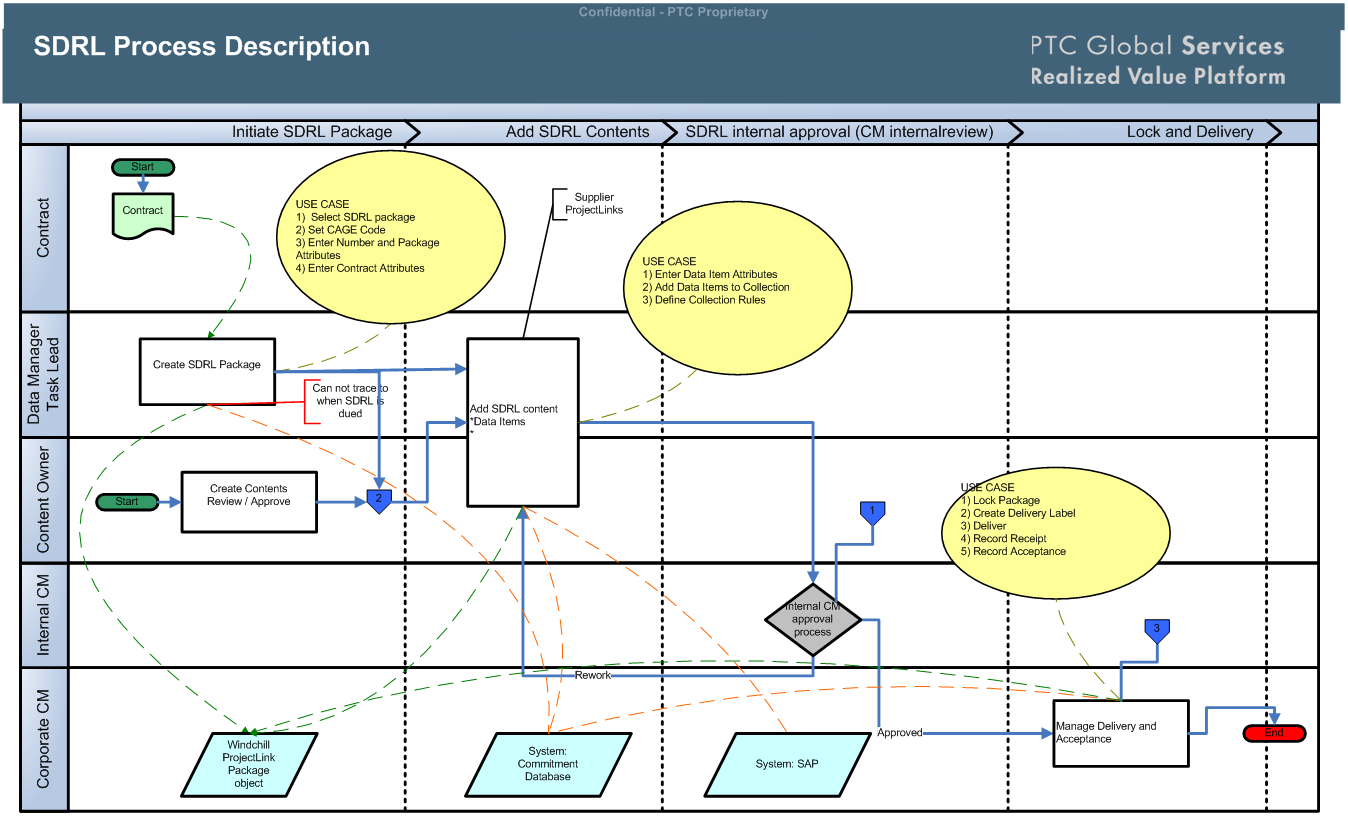 Confidential - PTC Proprietary
SDRL Process Description
PTC Global Services
Realized Value Platform
Initiate SDRL Package
Add SDRL Contents
SDRL internal approval (CM internalreview)
Lock and Delivery
Contract
Start
Contract
USE CASE
1) Select SDRL package
2) Set CAGE Code
3) Enter Number and Package
Attributes
4) Enter Contract Attributes
Supplier
ProjectLinks
USE CASE
1) Enter Data Item Attributes
2) Add Data Items to Collection
3) Define Collection Rules
Data Manager
Task Lead
Create SDRL Package
Can not trace to
when SDRL is
dued
Add SDRL content
*Data Items
*
Content Owner
Start
Create Contents
Review / Approve
2
1
USE CASE
1) Lock Package
2) Create Delivery Label
3) Deliver
4) Record Receipt
5) Record Acceptance
Internal CM
Internal CM
approval
process
3
Corporate CM
Rework
Approved
Windchill
ProjectLink
Package
object
System:
Commitment
Database
System: SAP
Manage Delivery and
Acceptance
End